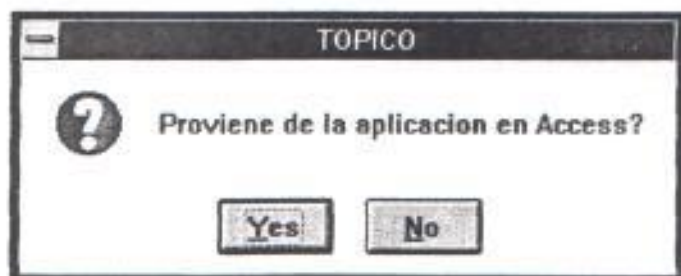 TOPICO
Proviene de la aplicacion en Access?
Yes
No